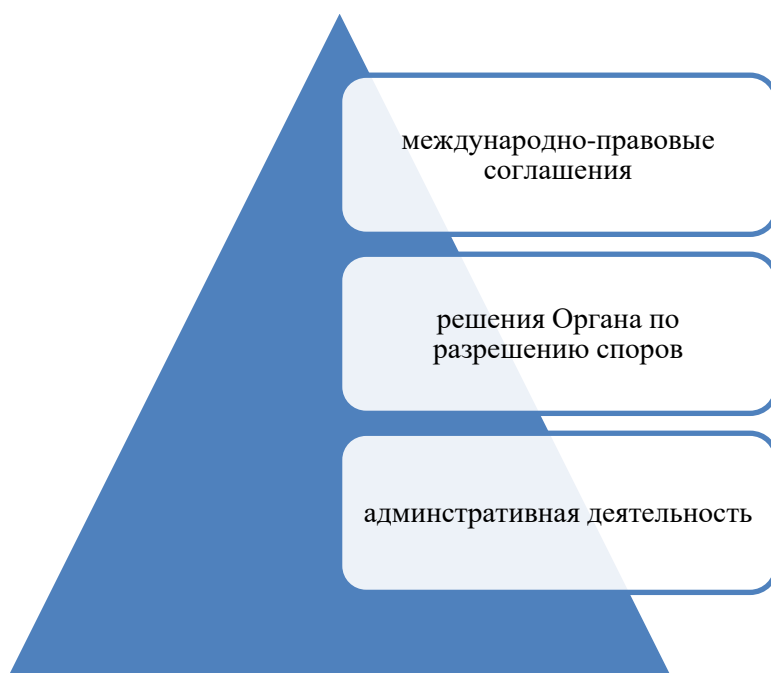 международно-правовые
соглашения
решения Органа по
разрешению споров
админстративная деятельность